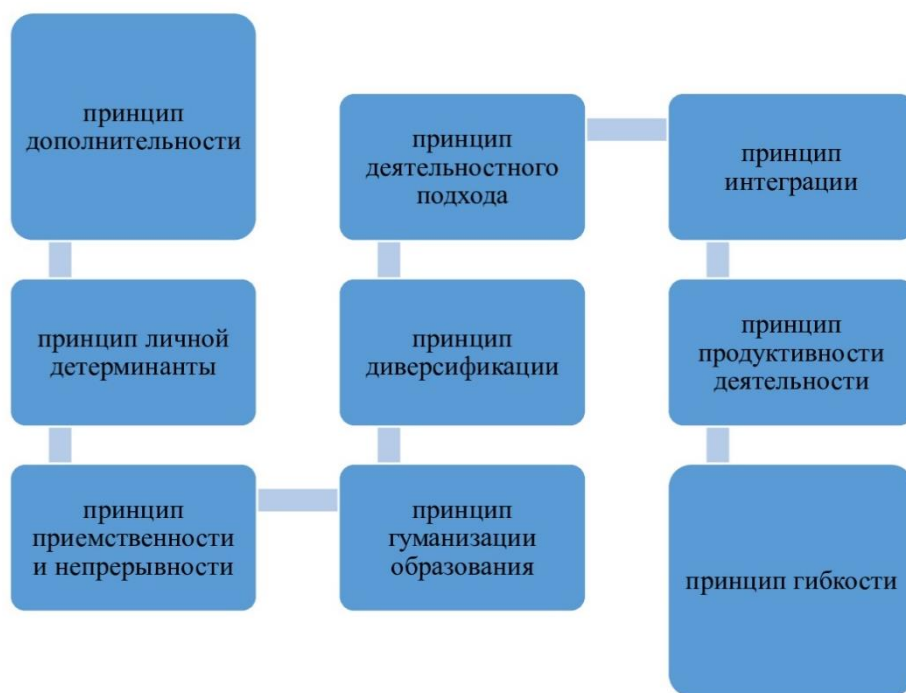 принцип
дополнительности
принцип личной
детерминанты
принцип
приемственности
и непрерывности
принцип
гуманизации
образования
принцип
диверсификации
принцип
деятельностного
подхода
принцип
интеграции
принцип
продуктивности
деятельности
принцип гибкости